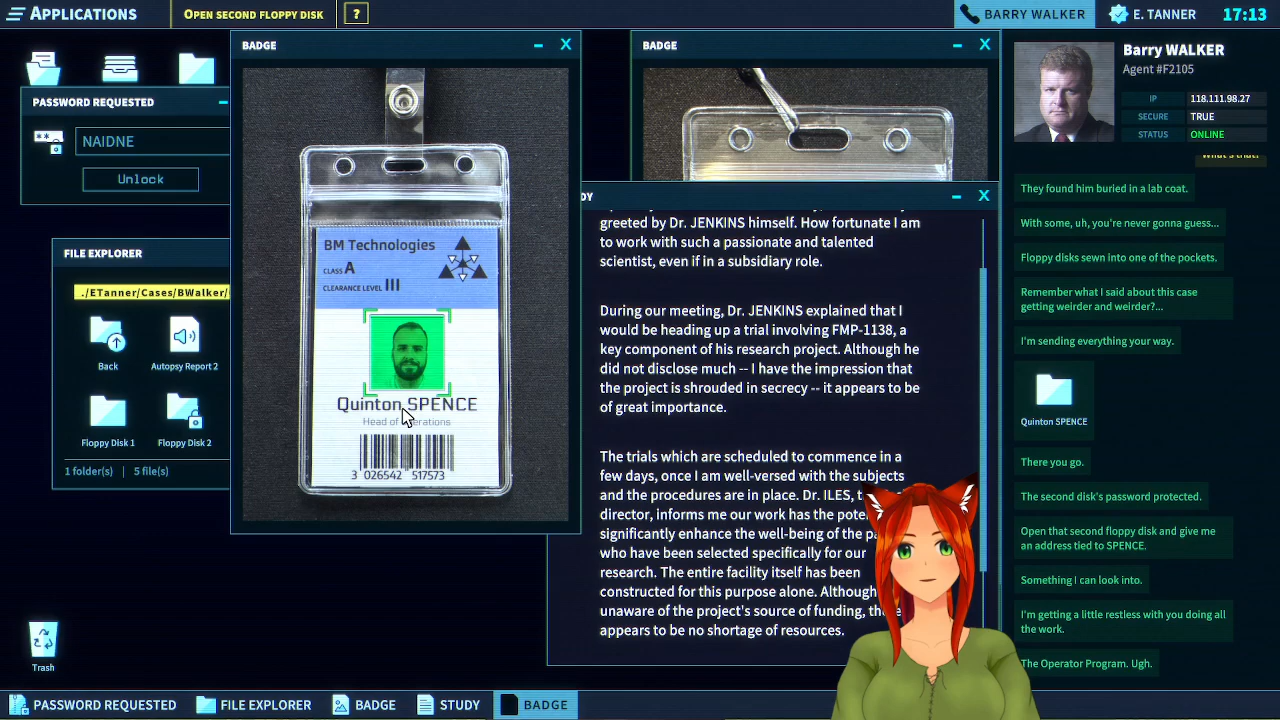 APPLICATIONS
OPEN SECOND FLOPPY DISK
?
BARRY WALKER
E. TANNER
17:13
PASSWORD REQUESTED
NAIDNE
Unlock
FILE EXPLORER
./ETanner/Cases/BWalker/
Back
Autopsy Report 2
Floppy Disk 1
Floppy Disk 2
1 folder(s) | 5 file(s)
Trash
BADGE
BM Technologies
CLASS A
CLEARANCE LEVEL III
Quinton SPENCE
Head of
3 026542 517573
BADGE
greeted by Dr. JENKINS himself. How fortunate I am
to work with such a passionate and talented
scientist, even if in a subsidiary role.
During our meeting, Dr. JENKINS explained that I
would be heading up a trial involving FMP-1138, a
key component of his research project. Although he
did not disclose much -- I have the impression that
the project is shrouded in secrecy -- it appears to be
of great importance.
The trials which are scheduled to commence in a
few days, once I am well-versed with the subjects
and the procedures are in place. Dr. ILES,
director, informs me our work has the
significantly enhance the well-being of the
who have been selected specifically for our
research. The entire facility itself has been
constructed for this purpose alone.
unaware of the project's source of funding,
appears to be no shortage of resources.
Barry WALKER
Agent #F2105
IP 118.111.98.27
SECURE TRUE
STATUS ONLINE
What's that?
They found him buried in a lab coat.
With some, uh, you're never gonna guess...
Floppy disks sewn into one of the pockets.
Remember what I said about this case
getting weirder and weirder?...
I'm sending everything your way.
Quinton SPENCE
There you go.
The second disk's password protected.
Open that second floppy disk and give me
an address tied to SPENCE.
Something I can look into.
I'm getting a little restless with you doing all
the work.
The Operator Program. Ugh.
PASSWORD REQUESTED
FILE EXPLORER
BADGE
STUDY
BADGE